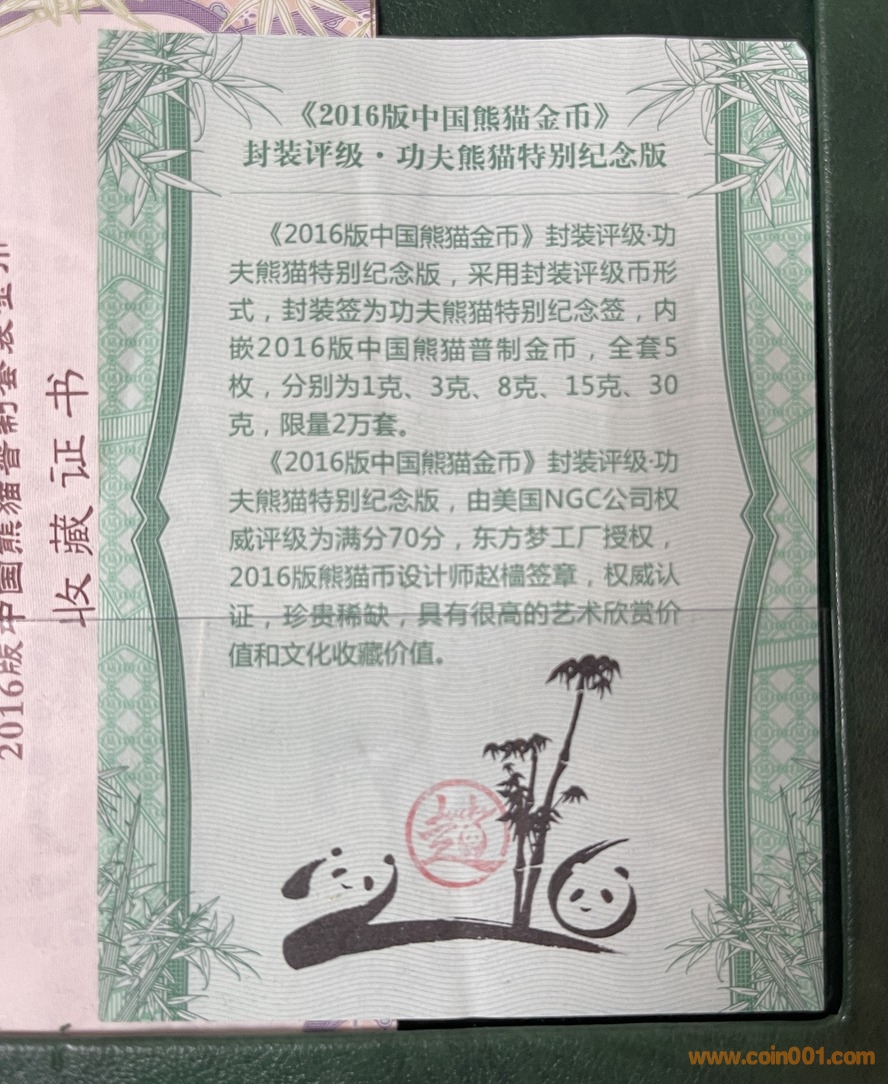 《2016版中国熊猫金币》
封装评级·功夫熊猫特别纪念版
《2016版中国熊猫金币》封装评级·功
夫熊猫特别纪念版，采用封装评级币形
式，封装签为功夫熊猫特别纪念签，内
嵌2016版中国熊猫普制金币，全套5
枚，分别为1克、3克、8克、15克、30
克，限量2万套。
《2016版中国熊猫金币》封装评级·功
夫熊猫特别纪念版，由美国NGC公司权
威评级为满分70分，东方梦工厂授权，
2016版熊猫币设计师赵樯签章，权威认
证，珍贵稀缺，具有很高的艺术欣赏价
值和文化收藏价值。
2016版中国熊猫普制套装金币
收藏证书
www.coin001.com